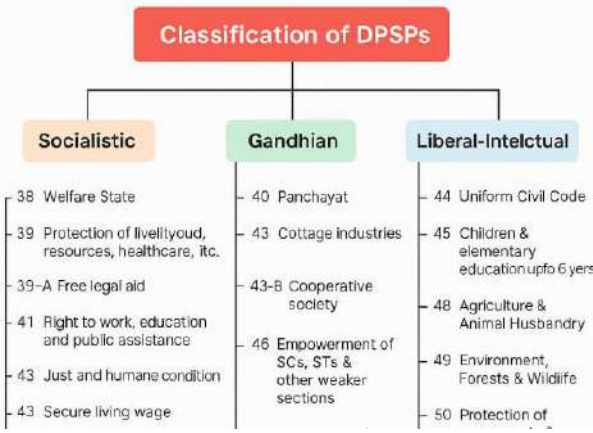 Classification of DPSPs
Socialistic
38 Welfare State
39 Protection of livelityoud,
resources, healthcare, itc.
39-A Free legal aid
41 Right to work, education
and public assistance
43 Just and humane condition
43 Secure living wage
Gandhian
40 Panchayat
43 Cottage industries
43-B Cooperative
society
46 Empowerment of
SCs, STs &
other weaker
sections
Liberal-Intelctual
44 Uniform Civil Code
45 Children &
elementary
education upfo 6 yers
48 Agriculture &
Animal Husbandry
49 Environment,
Forests & Wildiife
50 Protection of